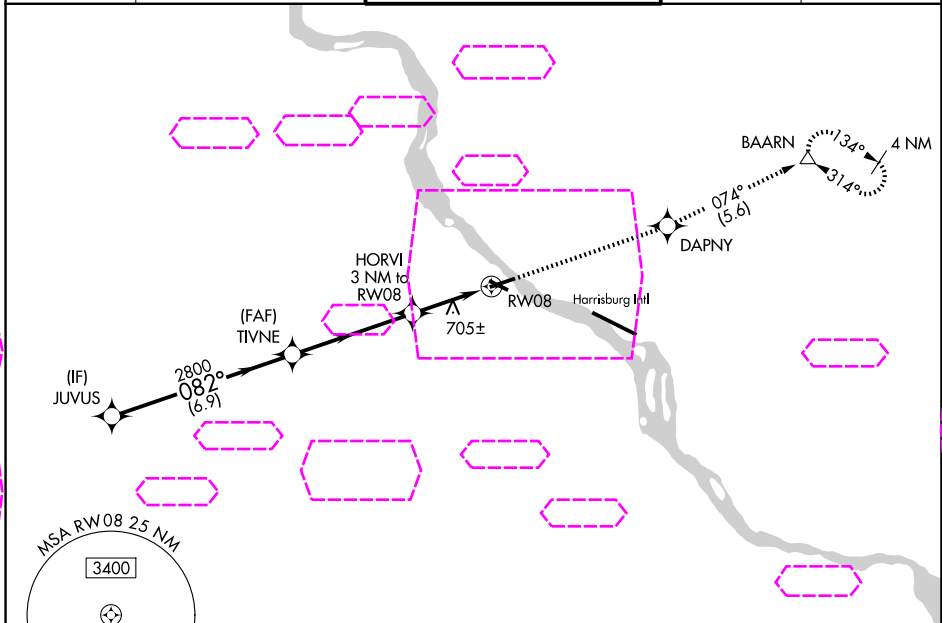 BAARN
134°
4 NM
314°
074°
(5.6)
DAPNY
HORVI
3 NM to
RW08
RW08
Harrisburg Intl
705±
(FAF)
TIVNE
(IF)
JUVUS
2800
082°
(6.9)
MSA RW08 25 NM
3400